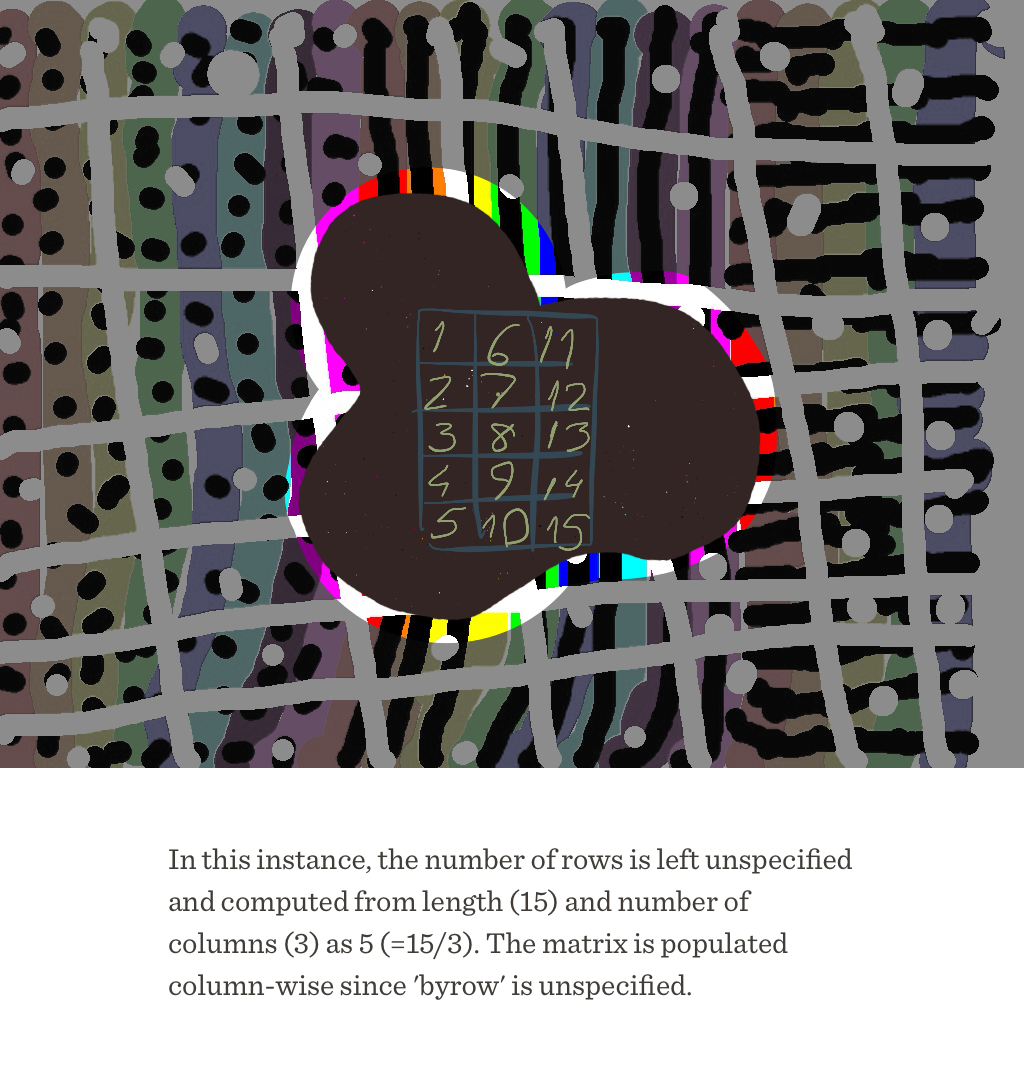 1 6 11
2 7 12
3 8 13
4 9 14
5 10 15
In this instance, the number of rows is left unspecified
and computed from length (15) and number of
columns (3) as 5 (=15/3). The matrix is populated
column-wise since 'byrow' is unspecified.